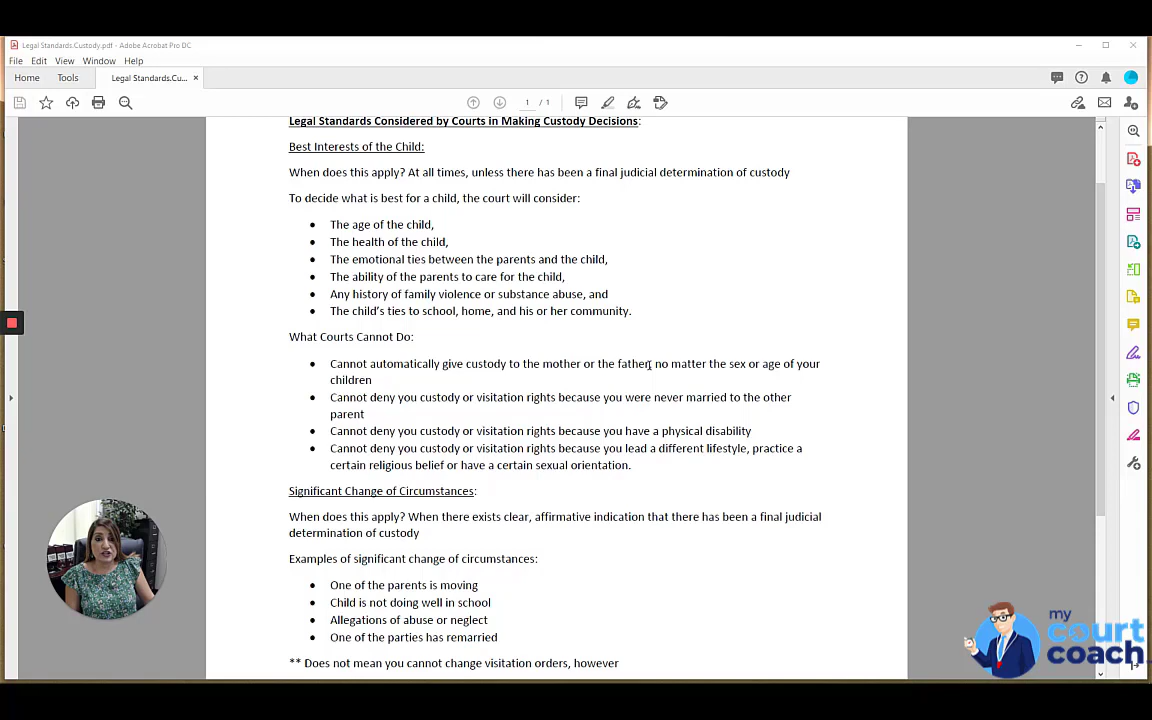 Legal Standards.Custody.pdf - Adobe Acrobat Pro DC
File Edit View Window Help
Home Tools Legal Standards.Cu... ×
1 / 1
Legal Standards Considered by Courts in Making Custody Decisions:
Best Interests of the Child:
When does this apply? At all times, unless there has been a final judicial determination of custody
To decide what is best for a child, the court will consider:
• The age of the child,
• The health of the child,
• The emotional ties between the parents and the child,
• The ability of the parents to care for the child,
• Any history of family violence or substance abuse, and
• The child's ties to school, home, and his or her community.
What Courts Cannot Do:
• Cannot automatically give custody to the mother or the father, no matter the sex or age of your
children
• Cannot deny you custody or visitation rights because you were never married to the other
parent
• Cannot deny you custody or visitation rights because you have a physical disability
• Cannot deny you custody or visitation rights because you lead a different lifestyle, practice a
certain religious belief or have a certain sexual orientation.
Significant Change of Circumstances:
When does this apply? When there exists clear, affirmative indication that there has been a final judicial
determination of custody
Examples of significant change of circumstances:
• One of the parents is moving
• Child is not doing well in school
• Allegations of abuse or neglect
• One of the parties has remarried
** Does not mean you cannot change visitation orders, however
my
court
coach